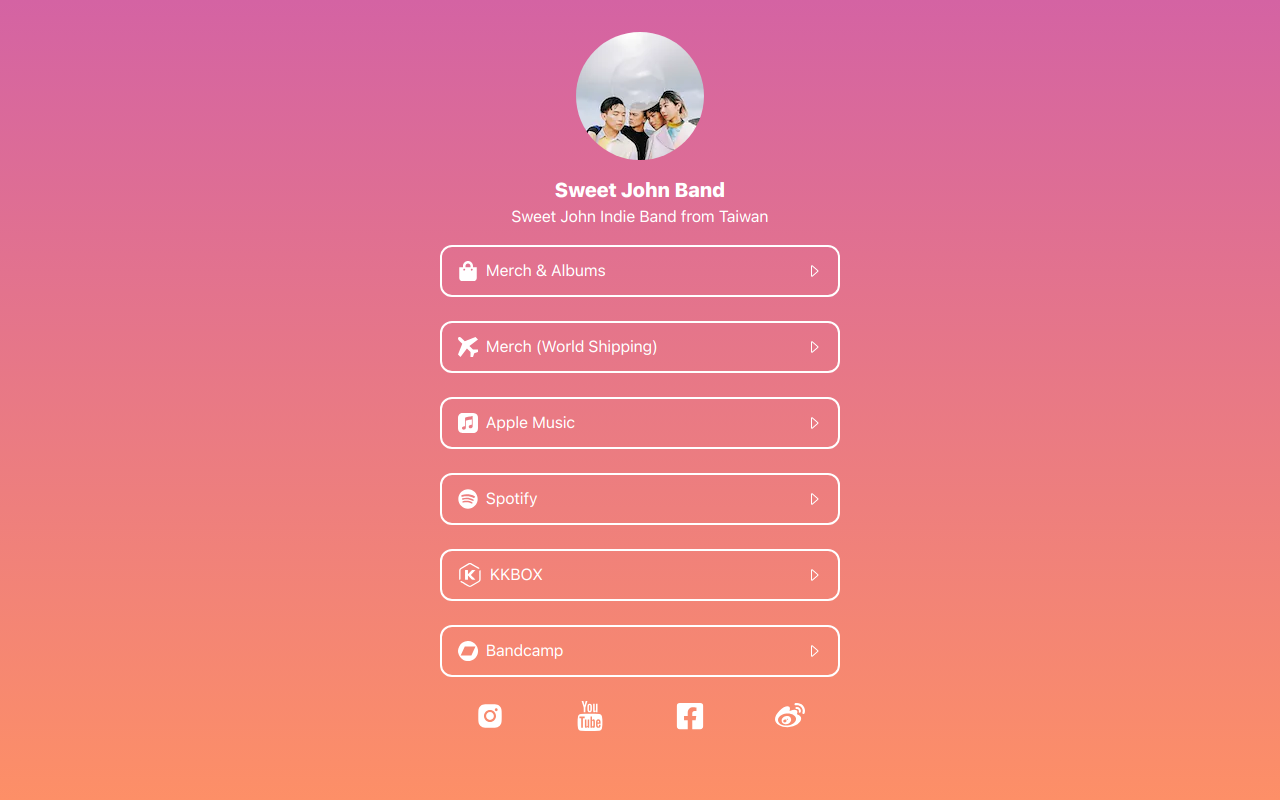 Sweet John Band
Sweet John Indie Band from Taiwan
Merch & Albums
Merch (World Shipping)
Apple Music
Spotify
K KKBOX
Bandcamp
You
Tube